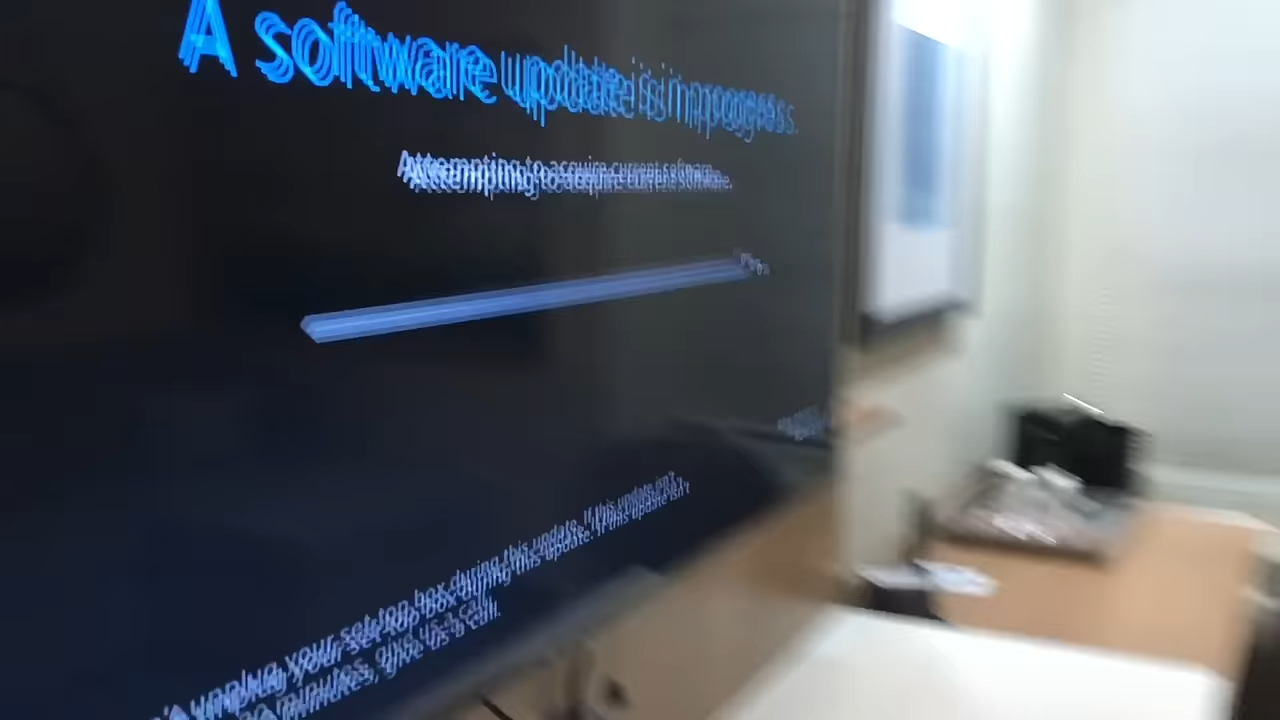 A software update is in progress.
Attempting to acquire current software.
unplug your set-top box during this update. If this update isn't
minutes, give us a call.